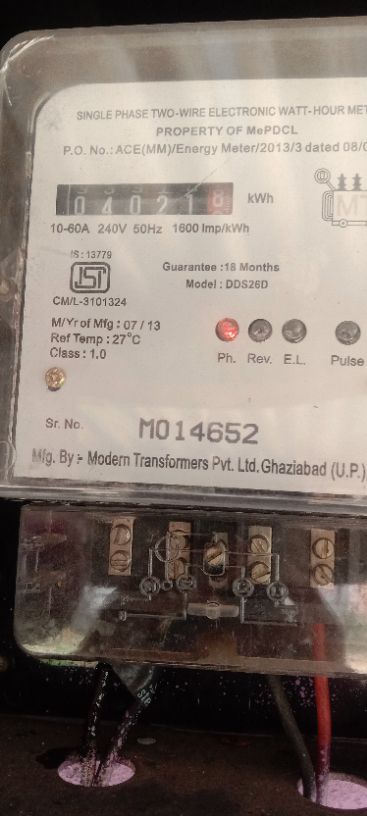 SINGLE PHASE TWO-WIRE ELECTRONIC WATT-HOUR MET
PROPERTY OF MePDCL
P.O. No.: ACE(MM)/Energy Meter/2013/3 dated 08/0
04021 8 kWh
10-60A 240V 50Hz 1600 Imp/kWh
IS : 13779
ISI
CM/L-3101324
Guarantee :18 Months
Model : DDS26D
MT
M/Yr of Mfg : 07 / 13
Ref Temp : 27°C
Class : 1.0
Ph. Rev. E.L. Pulse
Sr. No. M014652
Mfg. By :- Modern Transformers Pvt. Ltd. Ghaziabad (U.P.)